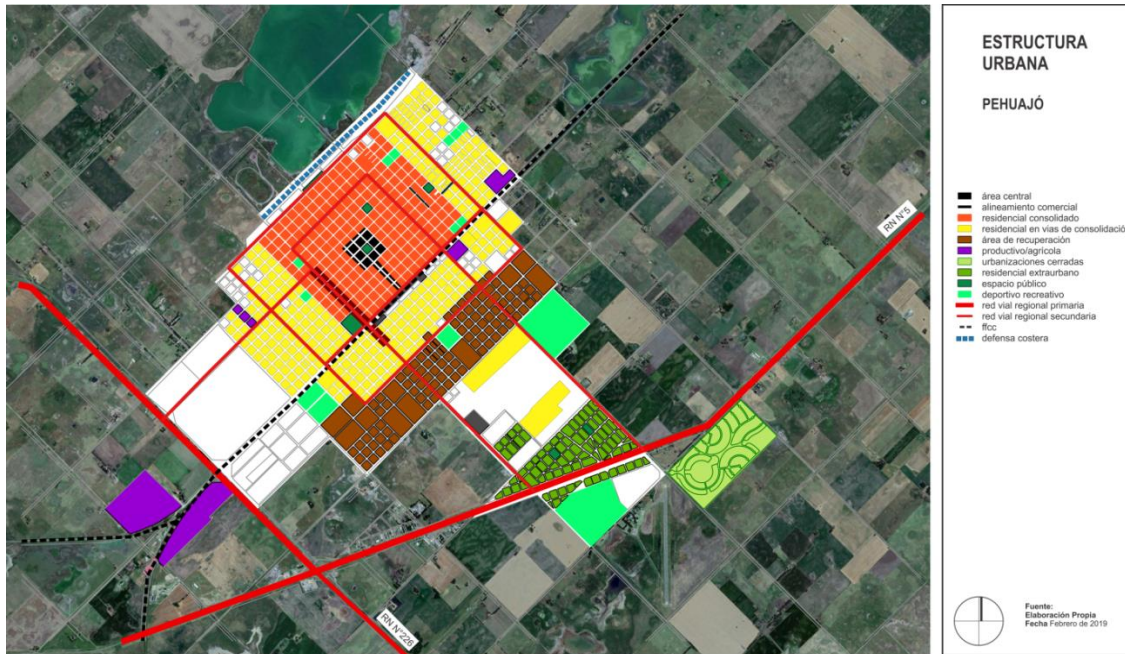 ESTRUCTURA
URBANA
PEHUAJÓ
área central
alineamiento comercial
residencial consolidado
residencial en vias de consolidació
área de recuperación
productivo/agrícola
urbanizaciones cerradas
residencial extraurbano
espacio público
deportivo recreativo
red vial regional primaria
red vial regional secundaria
ffcc
defensa costera
RN N°5
RN N°226
Fuente:
Elaboración Propia
Fecha Febrero de 2019